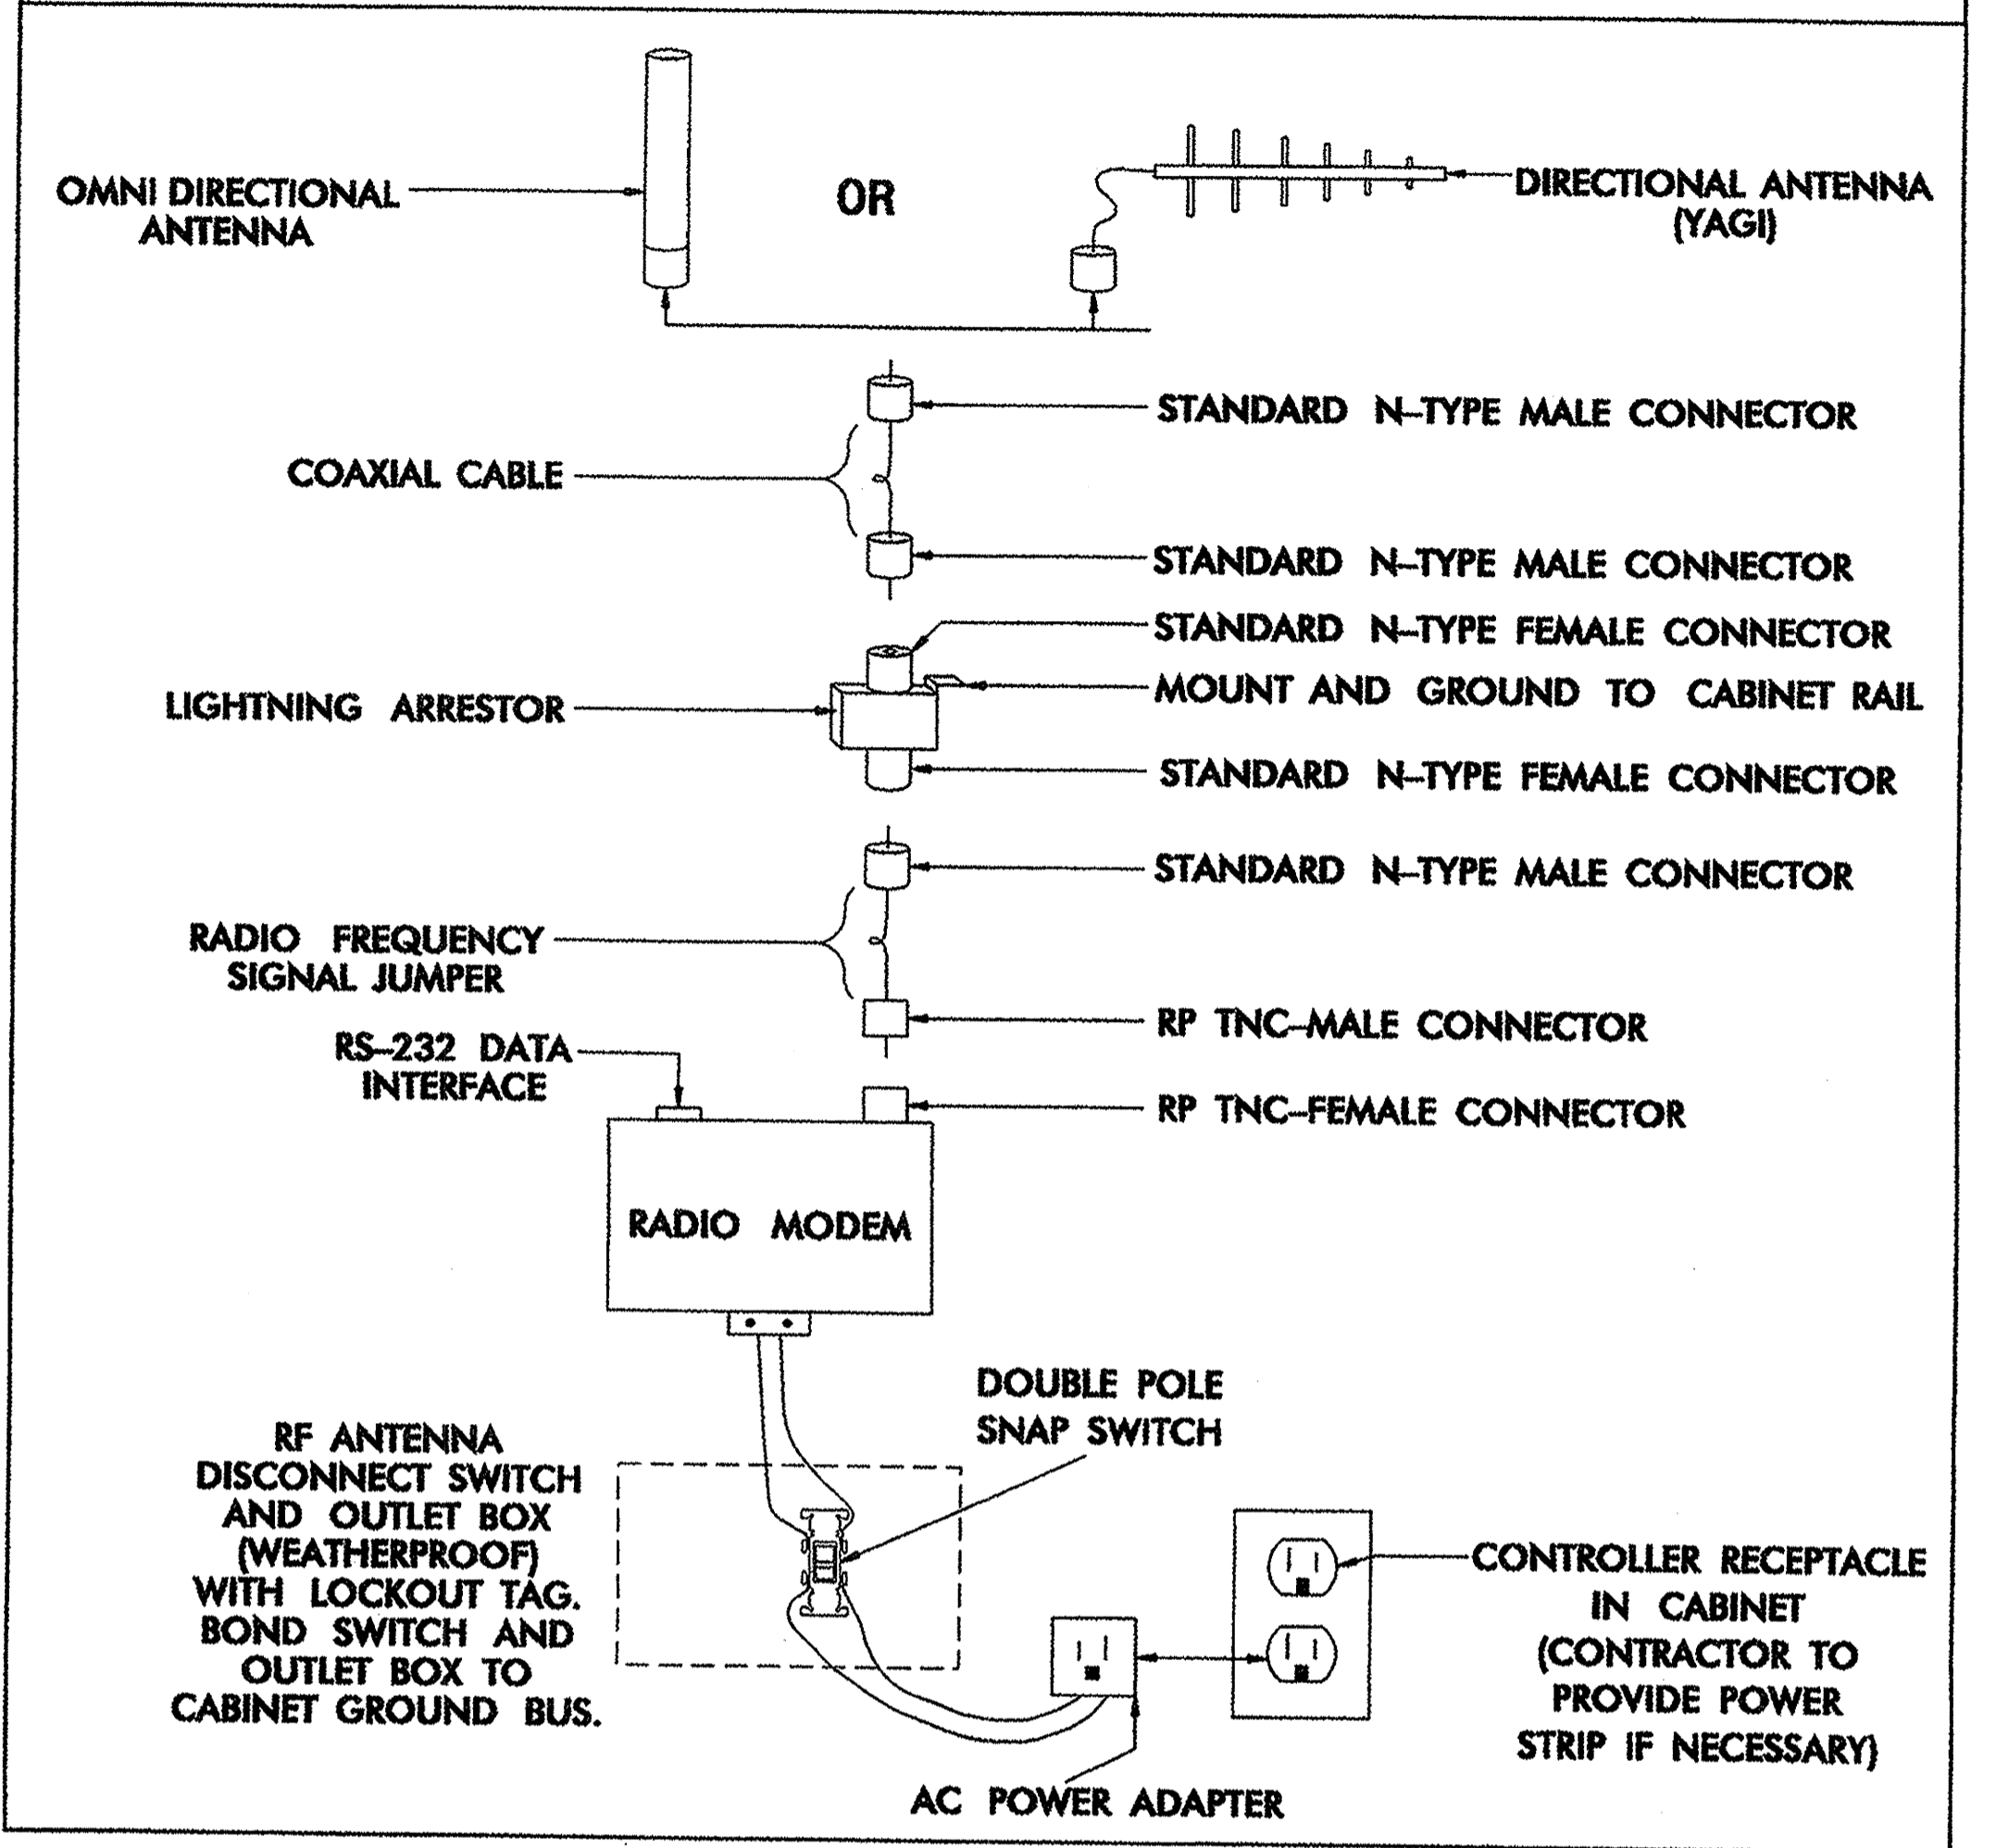 OMNI DIRECTIONAL
ANTENNA
OR
DIRECTIONAL ANTENNA
(YAGI)
STANDARD N-TYPE MALE CONNECTOR
COAXIAL CABLE
STANDARD N-TYPE MALE CONNECTOR
STANDARD N-TYPE FEMALE CONNECTOR
LIGHTNING ARRESTOR
MOUNT AND GROUND TO CABINET RAIL
STANDARD N-TYPE FEMALE CONNECTOR
STANDARD N-TYPE MALE CONNECTOR
RADIO FREQUENCY
SIGNAL JUMPER
RP TNC-MALE CONNECTOR
RS-232 DATA
INTERFACE
RP TNC-FEMALE CONNECTOR
RADIO MODEM
DOUBLE POLE
SNAP SWITCH
RF ANTENNA
DISCONNECT SWITCH
AND OUTLET BOX
(WEATHERPROOF)
WITH LOCKOUT TAG.
BOND SWITCH AND
OUTLET BOX TO
CABINET GROUND BUS.
CONTROLLER RECEPTACLE
IN CABINET
(CONTRACTOR TO
PROVIDE POWER
STRIP IF NECESSARY)
AC POWER ADAPTER